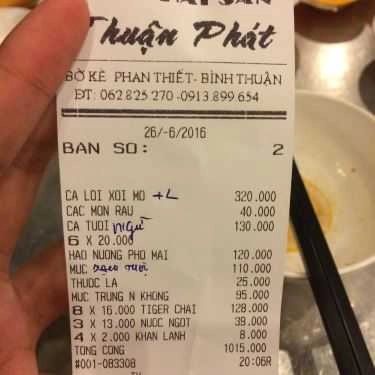 Thuận Phát
BỜ KÈ PHAN THIẾT- BÌNH THUẬN
ĐT: 062.825 270 -0913.899.654
26/-6/2016
BAN SO: 2
CA LOI XOI MO +L 320.000
CAC MON RAU 40.000
CA TUOI ngừ 130.000
6 X 20.000
HAO NUONG PHO MAI 120.000
MUC 110.000
THUOC LA 25.000
MUC TRUNG N KHONG 95.000
8 X 16.000 TIGER CHAI 128.000
3 X 13.000 NUOC NGOT 39.000
4 X 2.000 KHAN LANH 8.000
TONG CONG 1015.000
#001-083308 20:06R